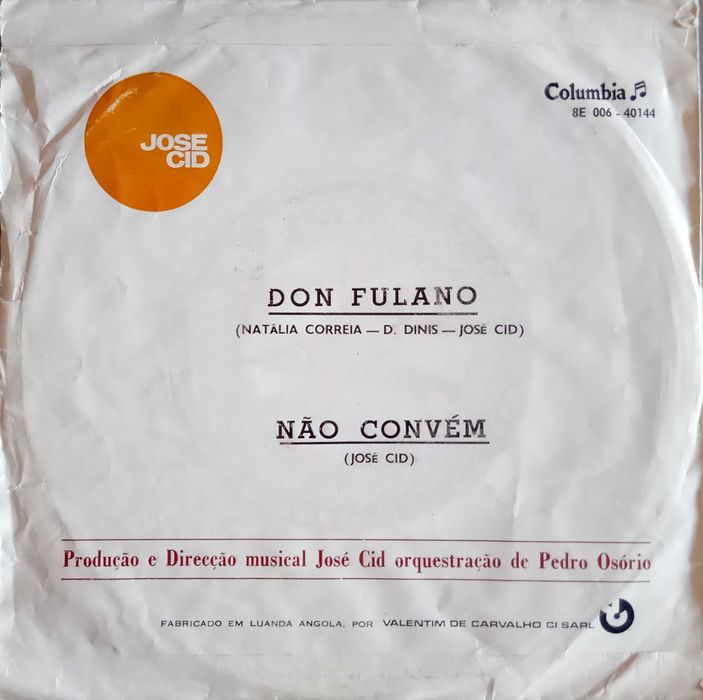 JOSE
CID
Columbia
8E 006 - 40144
DON FULANO
(NATÁLIA CORREIA — D. DINIS — JOSÉ CID)
NÃO CONVÉM
(JOSÉ CID)
Produção e Direcção musical José Cid orquestração de Pedro Osório
FABRICADO EM LUANDA ANGOLA, POR VALENTIM DE CARVALHO CI SARL